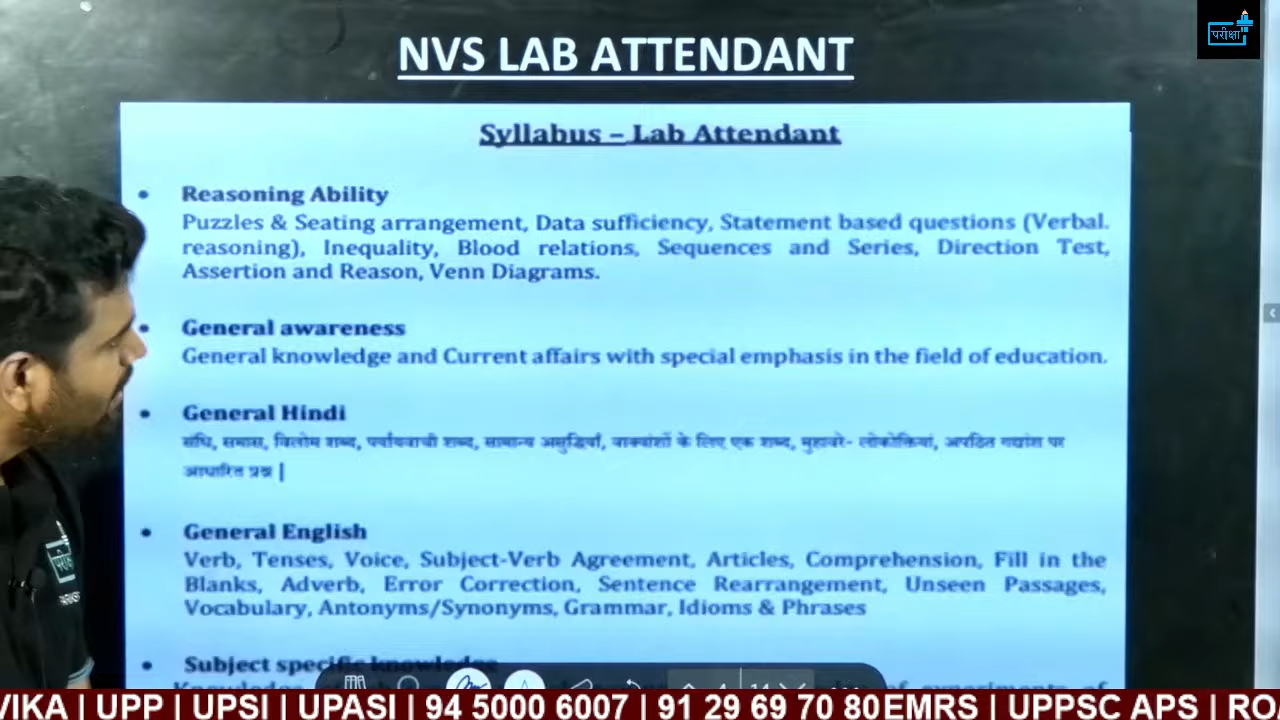 NVS LAB ATTENDANT
परीक्षा
Syllabus – Lab Attendant
• Reasoning Ability
Puzzles & Seating arrangement, Data sufficiency, Statement based questions (Verbal.
reasoning), Inequality, Blood relations, Sequences and Series, Direction Test,
Assertion and Reason, Venn Diagrams.
• General awareness
General knowledge and Current affairs with special emphasis in the field of education.
• General Hindi
संधि, समास, विलोम शब्द, पर्यायवाची शब्द, सामान्य अशुद्धियाँ, वाक्यांशों के लिए एक शब्द, मुहावरे- लोकोक्तियां, अपठित गद्यांश पर
आधारित प्रश्न |
• General English
Verb, Tenses, Voice, Subject-Verb Agreement, Articles, Comprehension, Fill in the
Blanks, Adverb, Error Correction, Sentence Rearrangement, Unseen Passages,
Vocabulary, Antonyms/Synonyms, Grammar, Idioms & Phrases
• Subject specific knowledge
of experiments of
VIKA | UPP | UPSI | UPASI | 94 5000 6007 | 91 29 69 70 80EMRS | UPPSC APS | RO